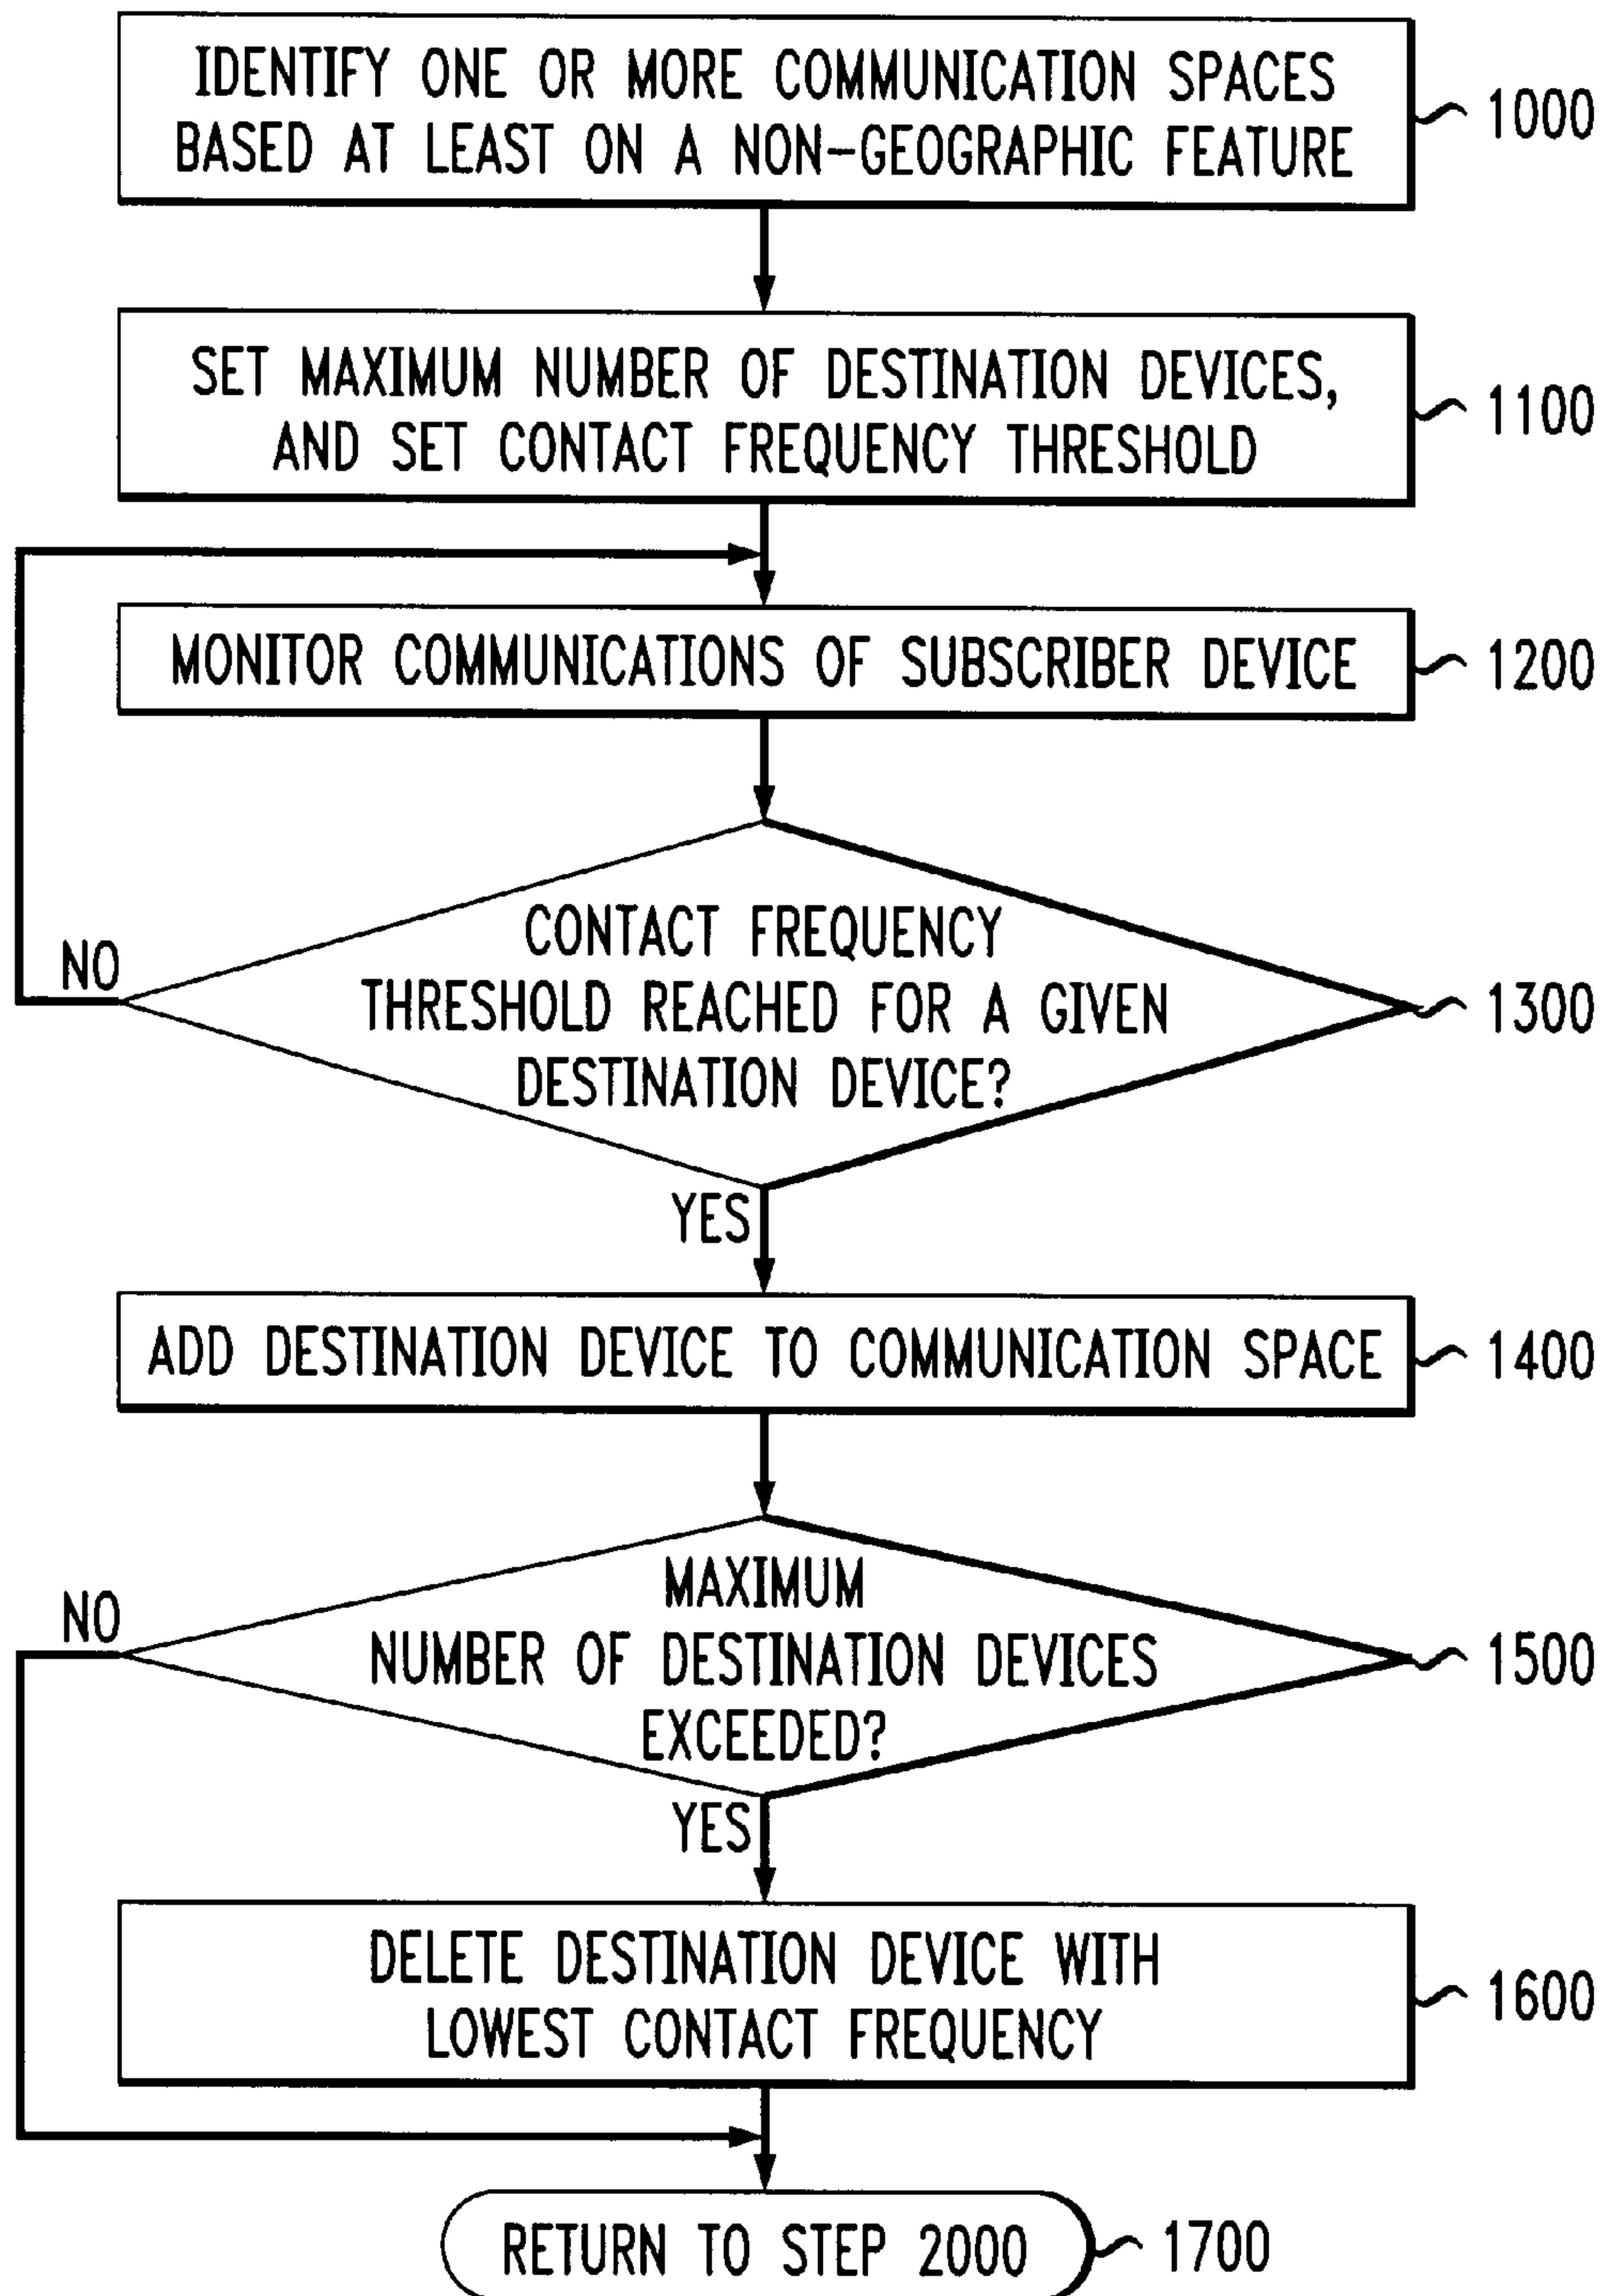 IDENTIFY ONE OR MORE COMMUNICATION SPACES
BASED AT LEAST ON A NON-GEOGRAPHIC FEATURE
1000
SET MAXIMUM NUMBER OF DESTINATION DEVICES,
AND SET CONTACT FREQUENCY THRESHOLD
1100
MONITOR COMMUNICATIONS OF SUBSCRIBER DEVICE
1200
CONTACT FREQUENCY
THRESHOLD REACHED FOR A GIVEN
DESTINATION DEVICE?
1300
NO
YES
ADD DESTINATION DEVICE TO COMMUNICATION SPACE
1400
MAXIMUM
NUMBER OF DESTINATION DEVICES
EXCEEDED?
1500
NO
YES
DELETE DESTINATION DEVICE WITH
LOWEST CONTACT FREQUENCY
1600
RETURN TO STEP 2000
1700